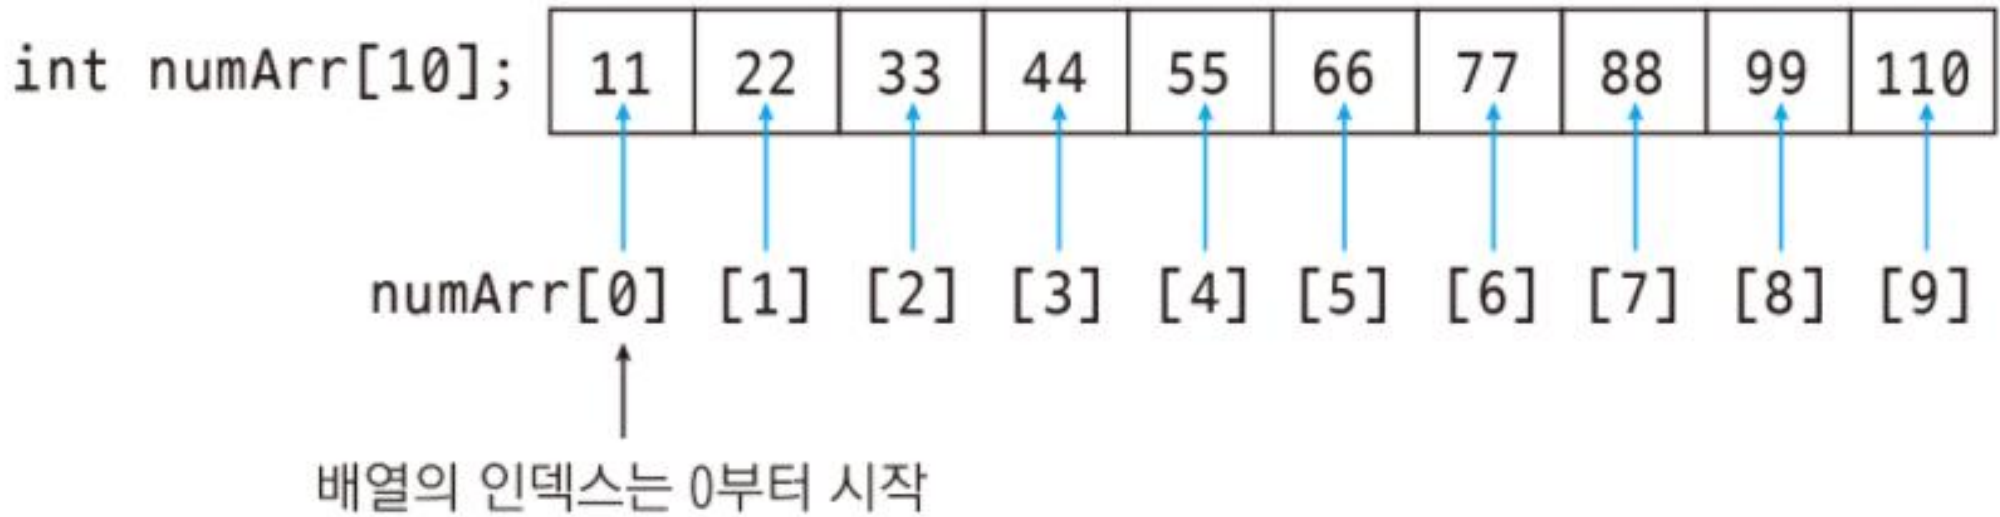 int numArr[10]; 11 22 33 44 55 66 77 88 99 110
numArr[0] [1] [2] [3] [4] [5] [6] [7] [8] [9]
배열의 인덱스는 0부터 시작